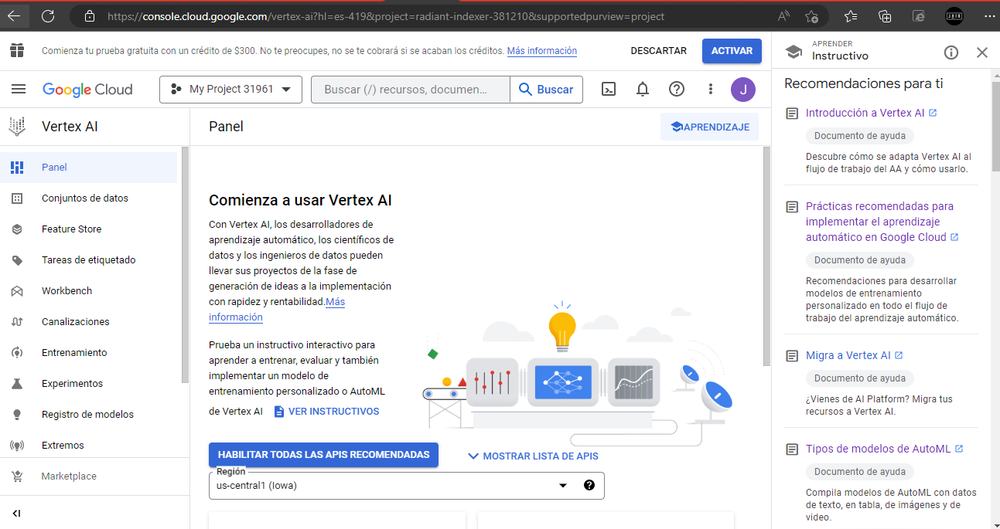 https://console.cloud.google.com/vertex-ai?hl=es-419&project=radiant-indexer-381210&supportedpurview=project
Comienza tu prueba gratuita con un crédito de $300. No te preocupes, no se te cobrará si se acaban los créditos. Más información
DESCARTAR
ACTIVAR
Google Cloud
My Project 31961
Buscar (/) recursos, documen...
Buscar
J
Vertex AI
Panel
Conjuntos de datos
Feature Store
Tareas de etiquetado
Workbench
Canalizaciones
Entrenamiento
Experimentos
Registro de modelos
Extremos
Marketplace
Panel
APRENDIZAJE
Comienza a usar Vertex AI
Con Vertex AI, los desarrolladores de
aprendizaje automático, los científicos de
datos y los ingenieros de datos pueden
llevar sus proyectos de la fase de
generación de ideas a la implementación
con rapidez y rentabilidad.Más
información
Prueba un instructivo interactivo para
aprender a entrenar, evaluar y también
implementar un modelo de
entrenamiento personalizado o AutoML
de Vertex AI
VER INSTRUCTIVOS
HABILITAR TODAS LAS APIS RECOMENDADAS
MOSTRAR LISTA DE APIS
Región
us-central1 (Iowa)
APRENDER
Instructivo
Recomendaciones para ti
Introducción a Vertex AI
Documento de ayuda
Descubre cómo se adapta Vertex AI al
flujo de trabajo del AA y cómo usarlo.
Prácticas recomendadas para
implementar el aprendizaje
automático en Google Cloud
Documento de ayuda
Recomendaciones para desarrollar
modelos de entrenamiento
personalizado en todo el flujo de
trabajo del aprendizaje automático.
Migra a Vertex AI
Documento de ayuda
¿Vienes de AI Platform? Migra tus
recursos a Vertex AI.
Tipos de modelos de AutoML
Documento de ayuda
Compila modelos de AutoML con datos
de texto, en tabla, de imágenes y de
video.